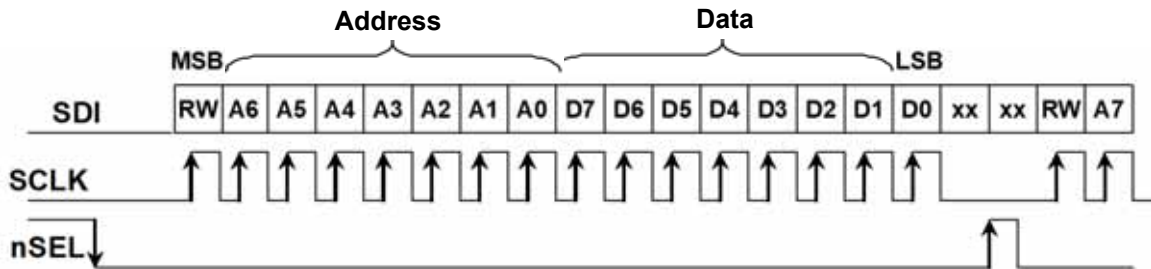 Address Data
MSB LSB
SDI RW A6 A5 A4 A3 A2 A1 A0 D7 D6 D5 D4 D3 D2 D1 D0 xx xx RW A7
SCLK
nSEL